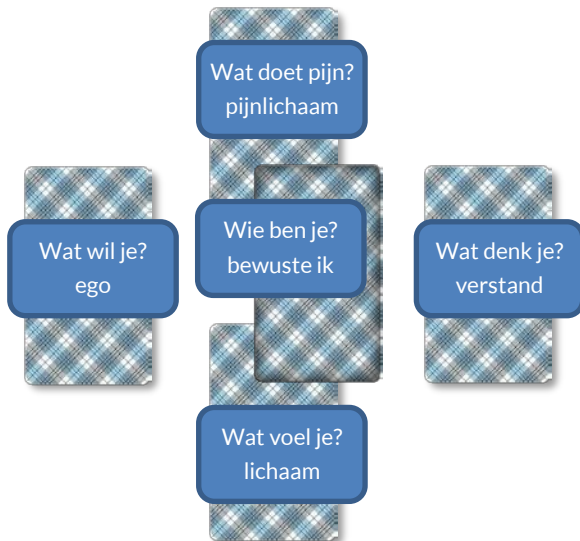 Wat doet pijn?
pijnlichaam
Wat wil je?
ego
Wie ben je?
bewuste ik
Wat denk je?
verstand
Wat voel je?
lichaam